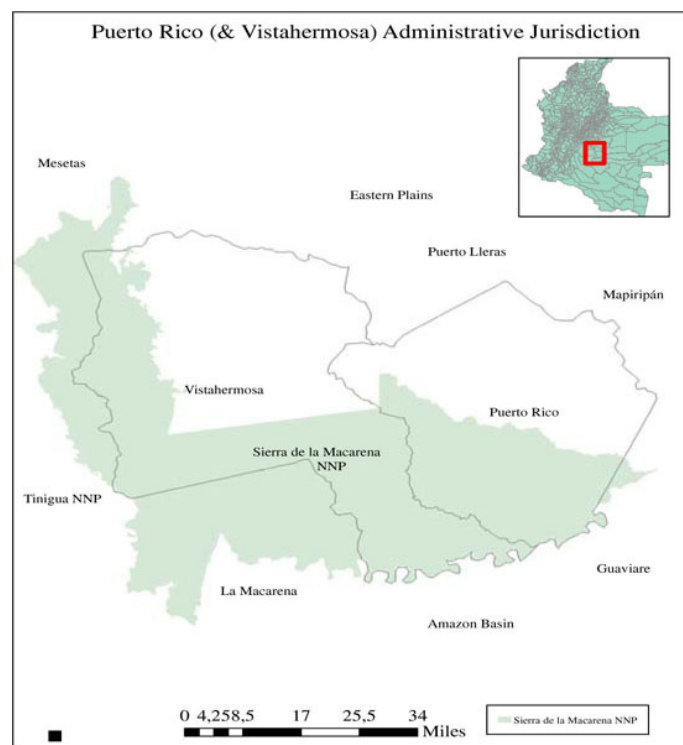 Puerto Rico (& Vistahermosa) Administrative Jurisdiction
Mesetas
Eastern Plains
Puerto Lleras
Mapiripán
Vistahermosa
Puerto Rico
Sierra de la Macarena
NNP
Tinigua NNP
Guaviare
La Macarena
Amazon Basin
0 4,25 8,5 17 25,5 34
Miles
Sierra de la Macarena NNP